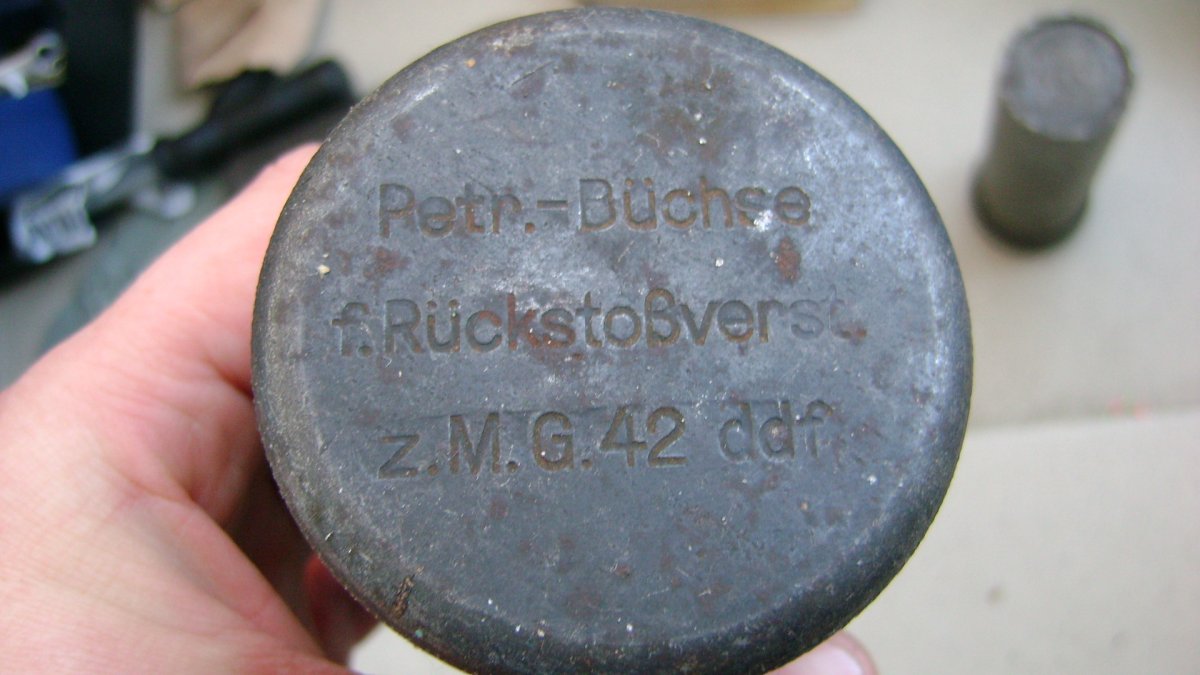 Petr.-Büchse
f.Rückstoßverst.
z.M.G.42 ddf